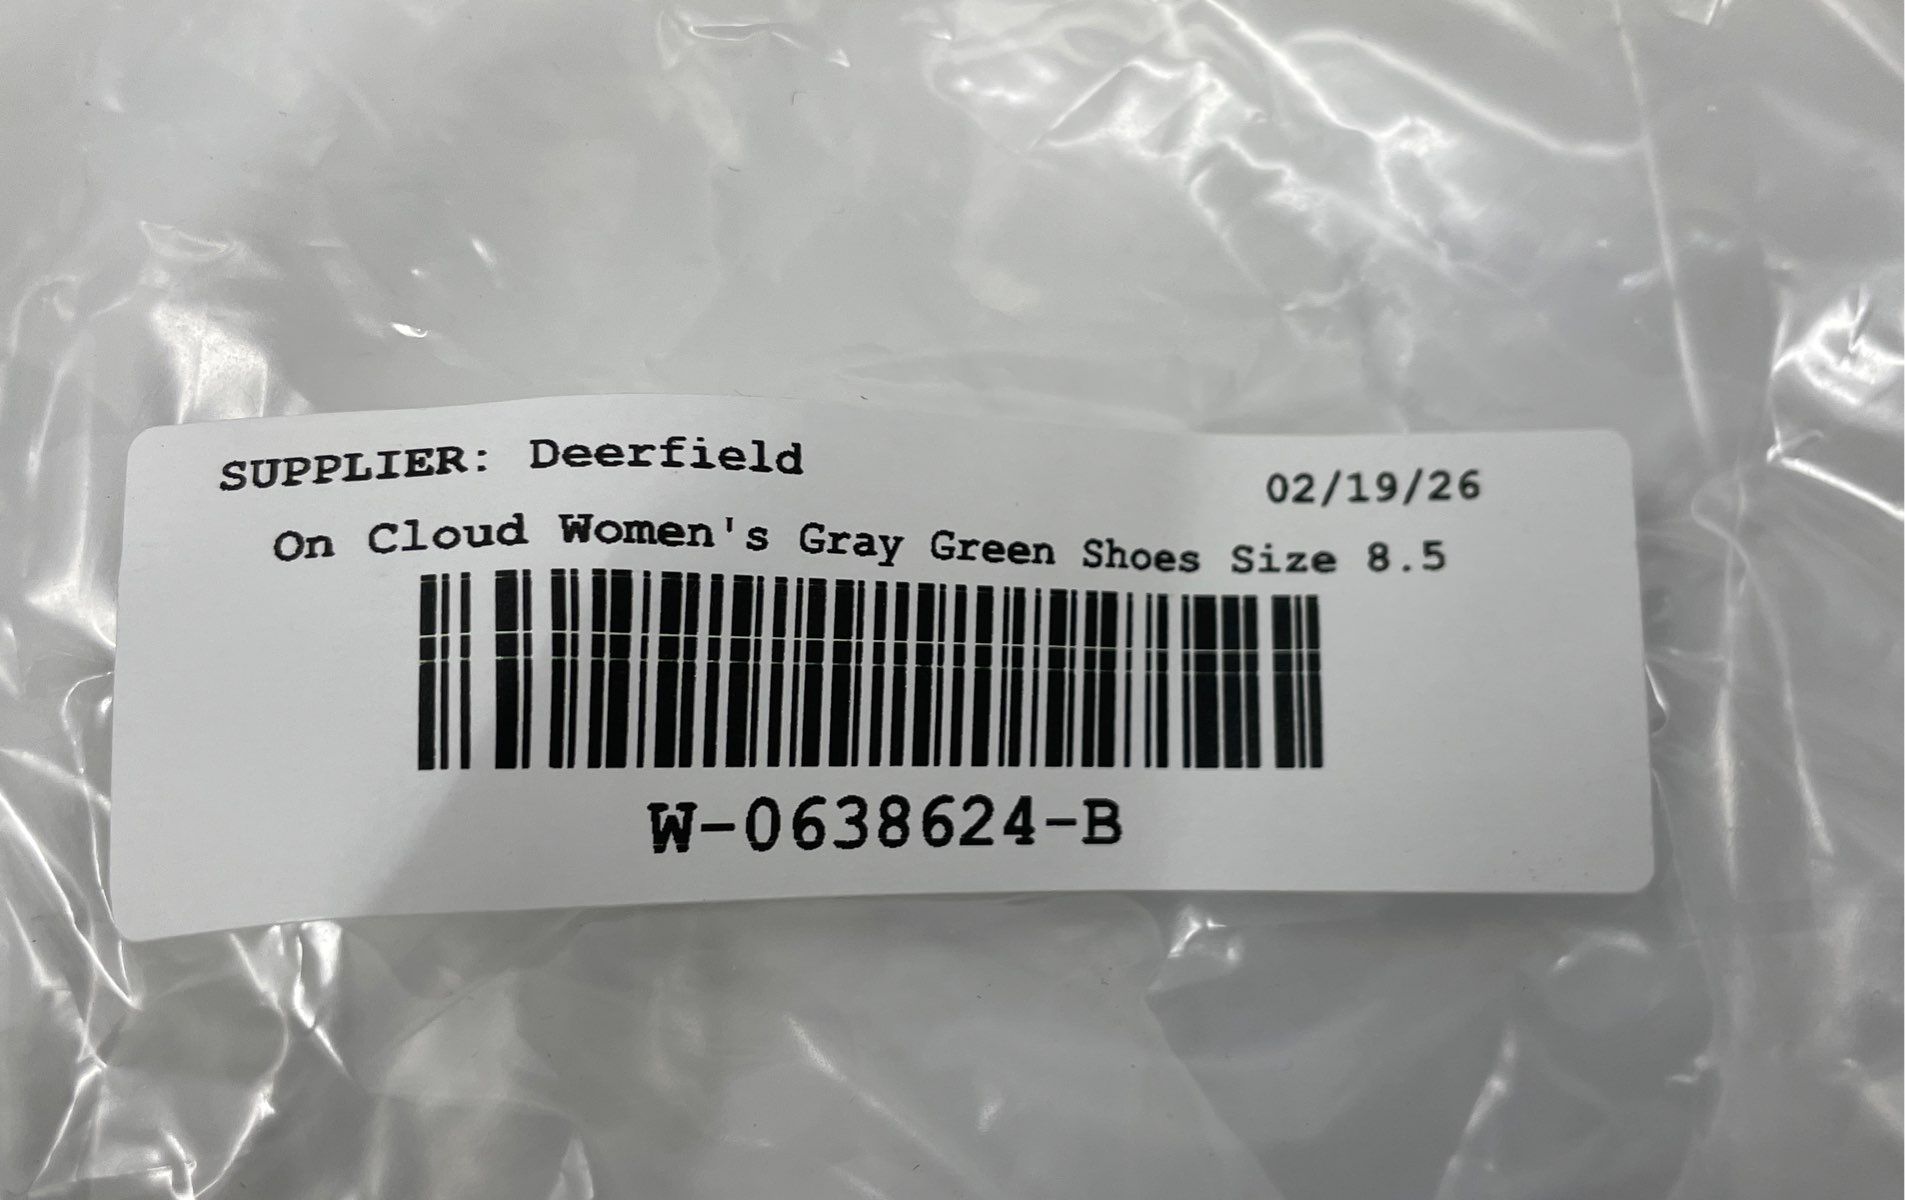 SUPPLIER: Deerfield
02/19/26
On Cloud Women's Gray Green Shoes Size 8.5
W-0638624-B